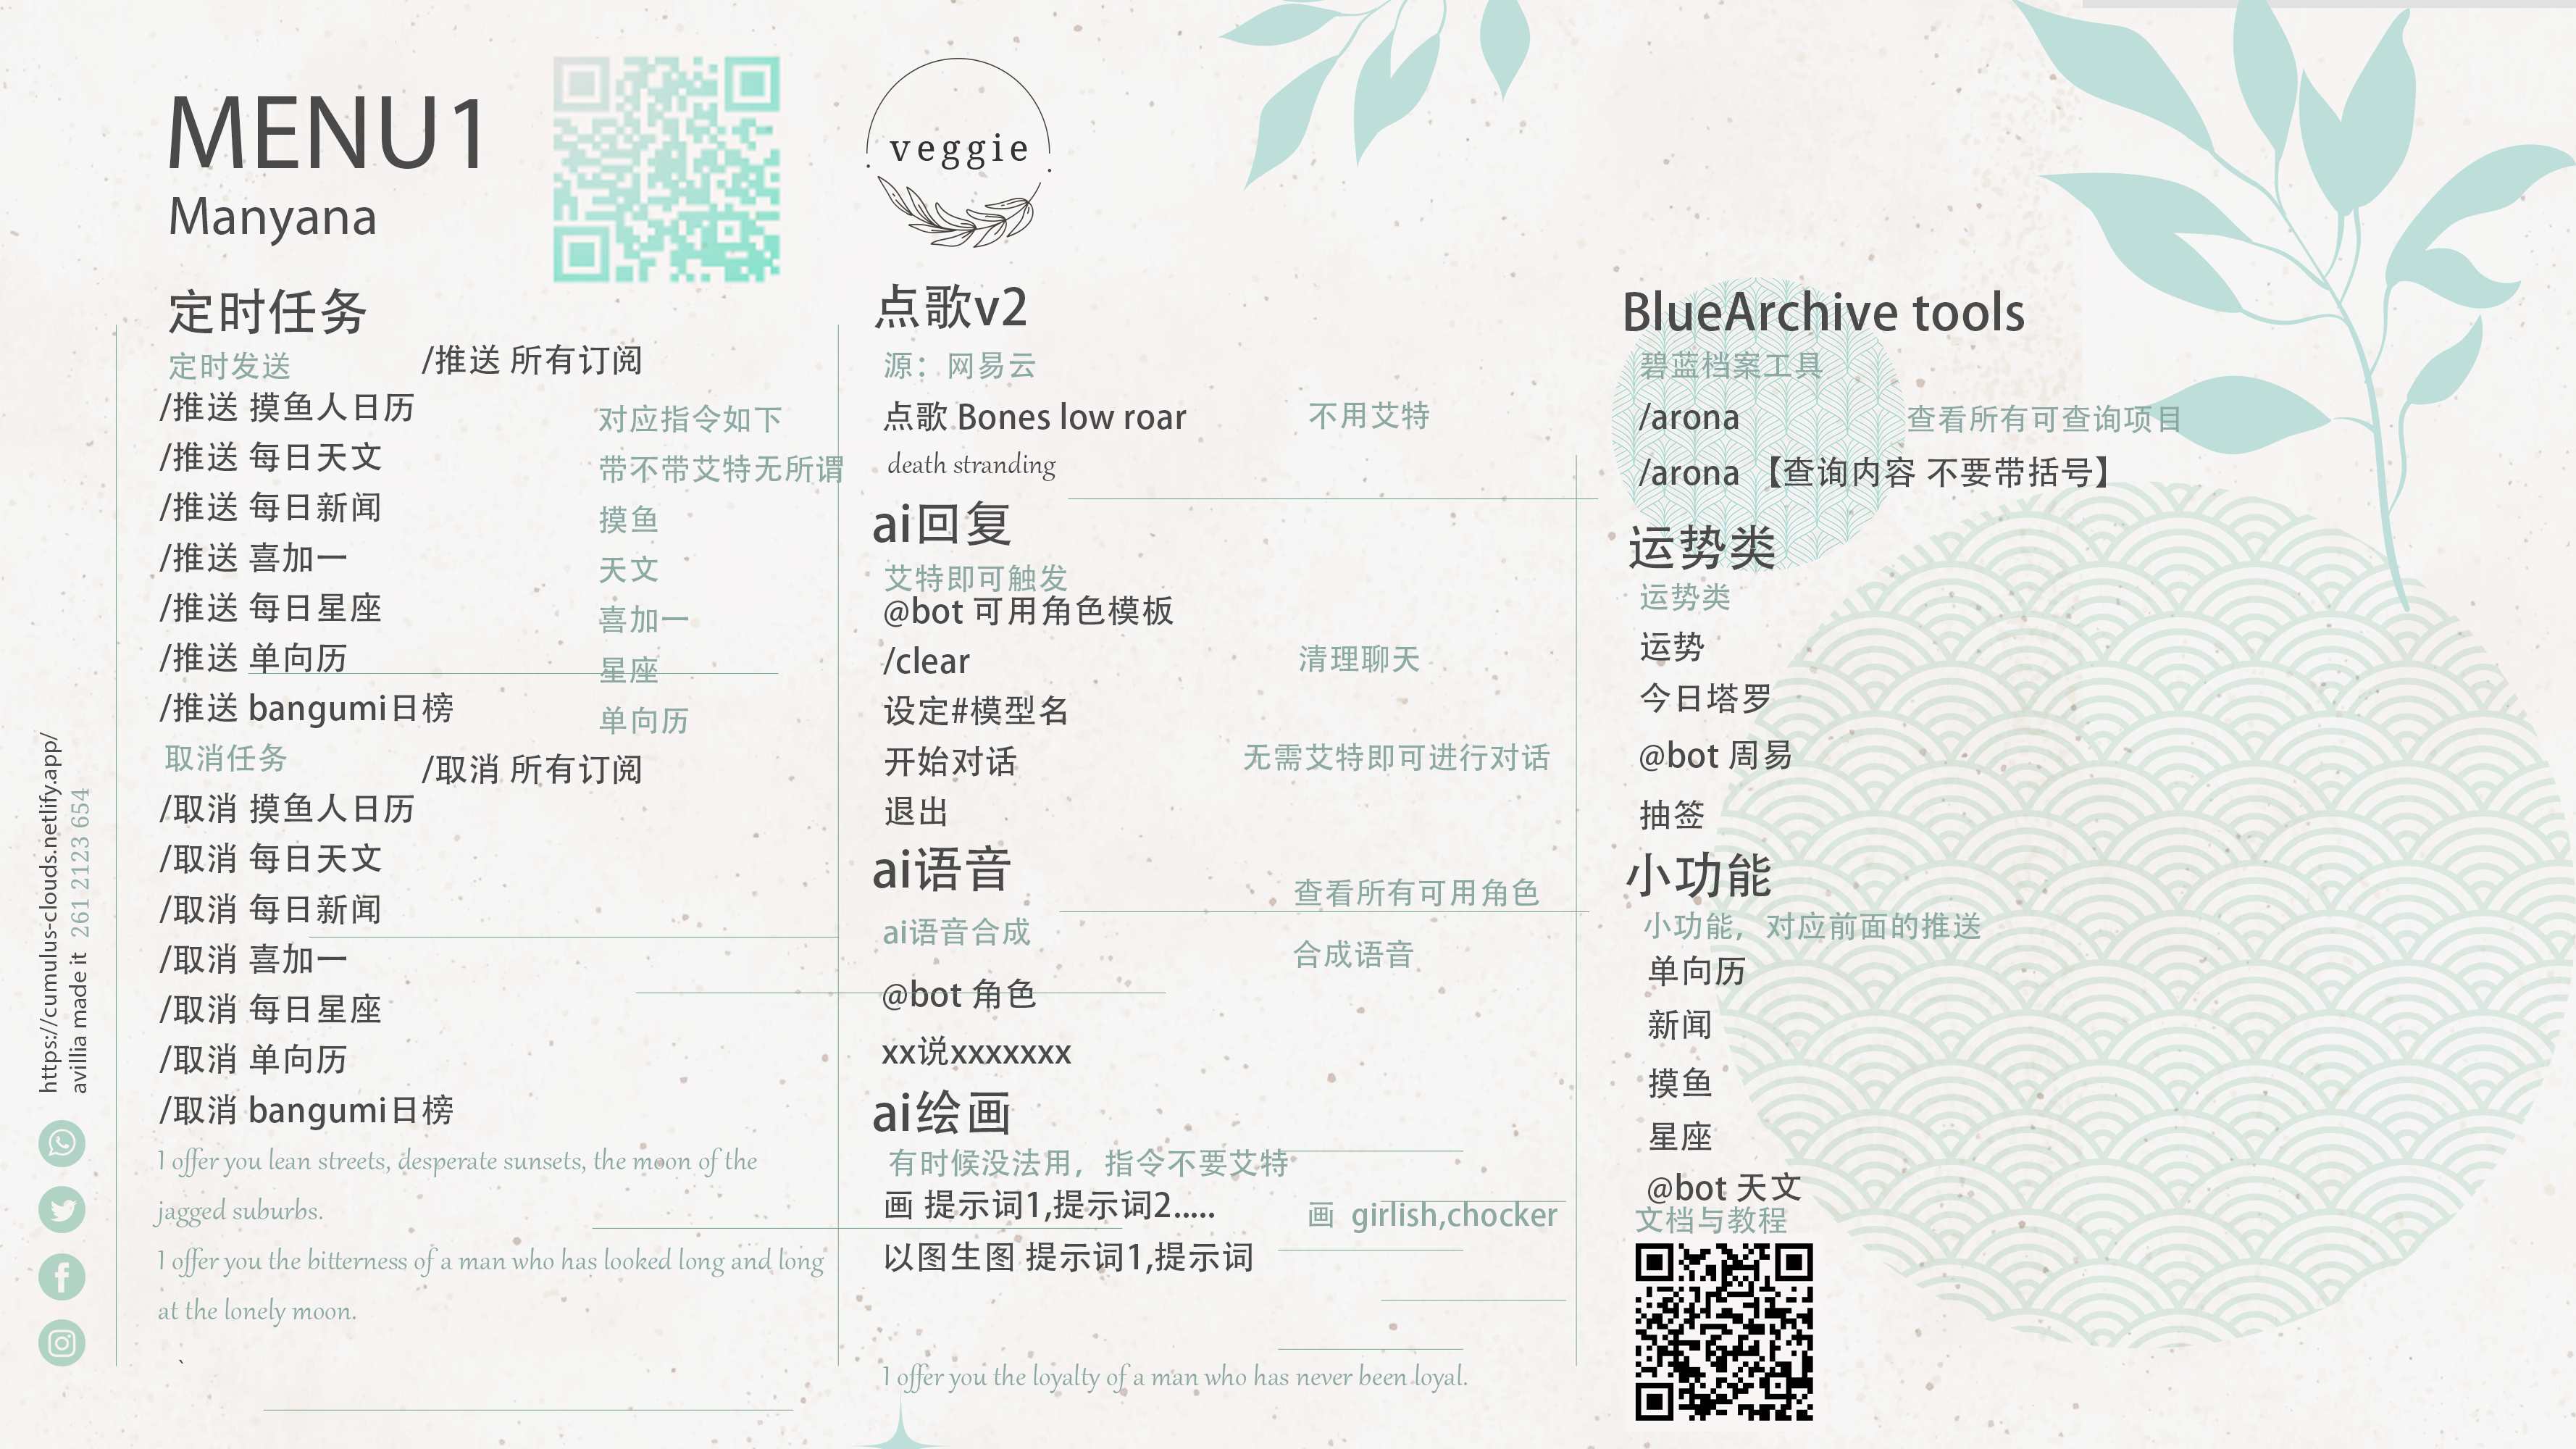 MENU1
Manyana
veggie
定时任务
定时发送
/推送 所有订阅
/推送 摸鱼人日历
/推送 每日天文
/推送 每日新闻
/推送 喜加一
/推送 每日星座
/推送 单向历
/推送 bangumi日榜
对应指令如下
带不带艾特无所谓
摸鱼
天文
喜加一
星座
单向历
取消任务
/取消 所有订阅
/取消 摸鱼人日历
/取消 每日天文
/取消 每日新闻
/取消 喜加一
/取消 每日星座
/取消 单向历
/取消 bangumi日榜
I offer you lean streets, desperate sunsets, the moon of the
jagged suburbs.
I offer you the bitterness of a man who has looked long and long
at the lonely moon.
`
https://cumulus-clouds.netlify.app/
avillia made it 261 2123 654
点歌v2
源：网易云
点歌 Bones low roar
不用艾特
death stranding
ai回复
艾特即可触发
@bot 可用角色模板
/clear
清理聊天
设定#模型名
开始对话
无需艾特即可进行对话
退出
ai语音
查看所有可用角色
ai语音合成
合成语音
@bot 角色
xx说xxxxxxx
ai绘画
有时候没法用，指令不要艾特
画 提示词1,提示词2.....
画 girlish,chocker
以图生图 提示词1,提示词
I offer you the loyalty of a man who has never been loyal.
BlueArchive tools
碧蓝档案工具
/arona
查看所有可查询项目
/arona 【查询内容 不要带括号】
运势类
运势类
运势
今日塔罗
@bot 周易
抽签
小功能
小功能，对应前面的推送
单向历
新闻
摸鱼
星座
@bot 天文
文档与教程